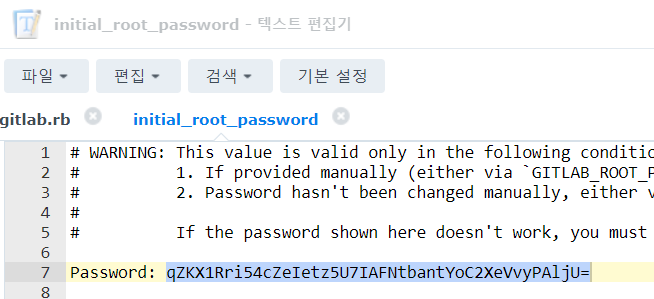 initial_root_password - 텍스트 편집기
파일 편집 검색 기본 설정
gitlab.rb initial_root_password
1 # WARNING: This value is valid only in the following conditio
2 # 1. If provided manually (either via `GITLAB_ROOT_P
3 # 2. Password hasn't been changed manually, either v
4 #
5 # If the password shown here doesn't work, you must
6
7 Password: qZKX1Rri54cZeIetz5U7IAFNtbantYoC2XeVvyPAljU=
8